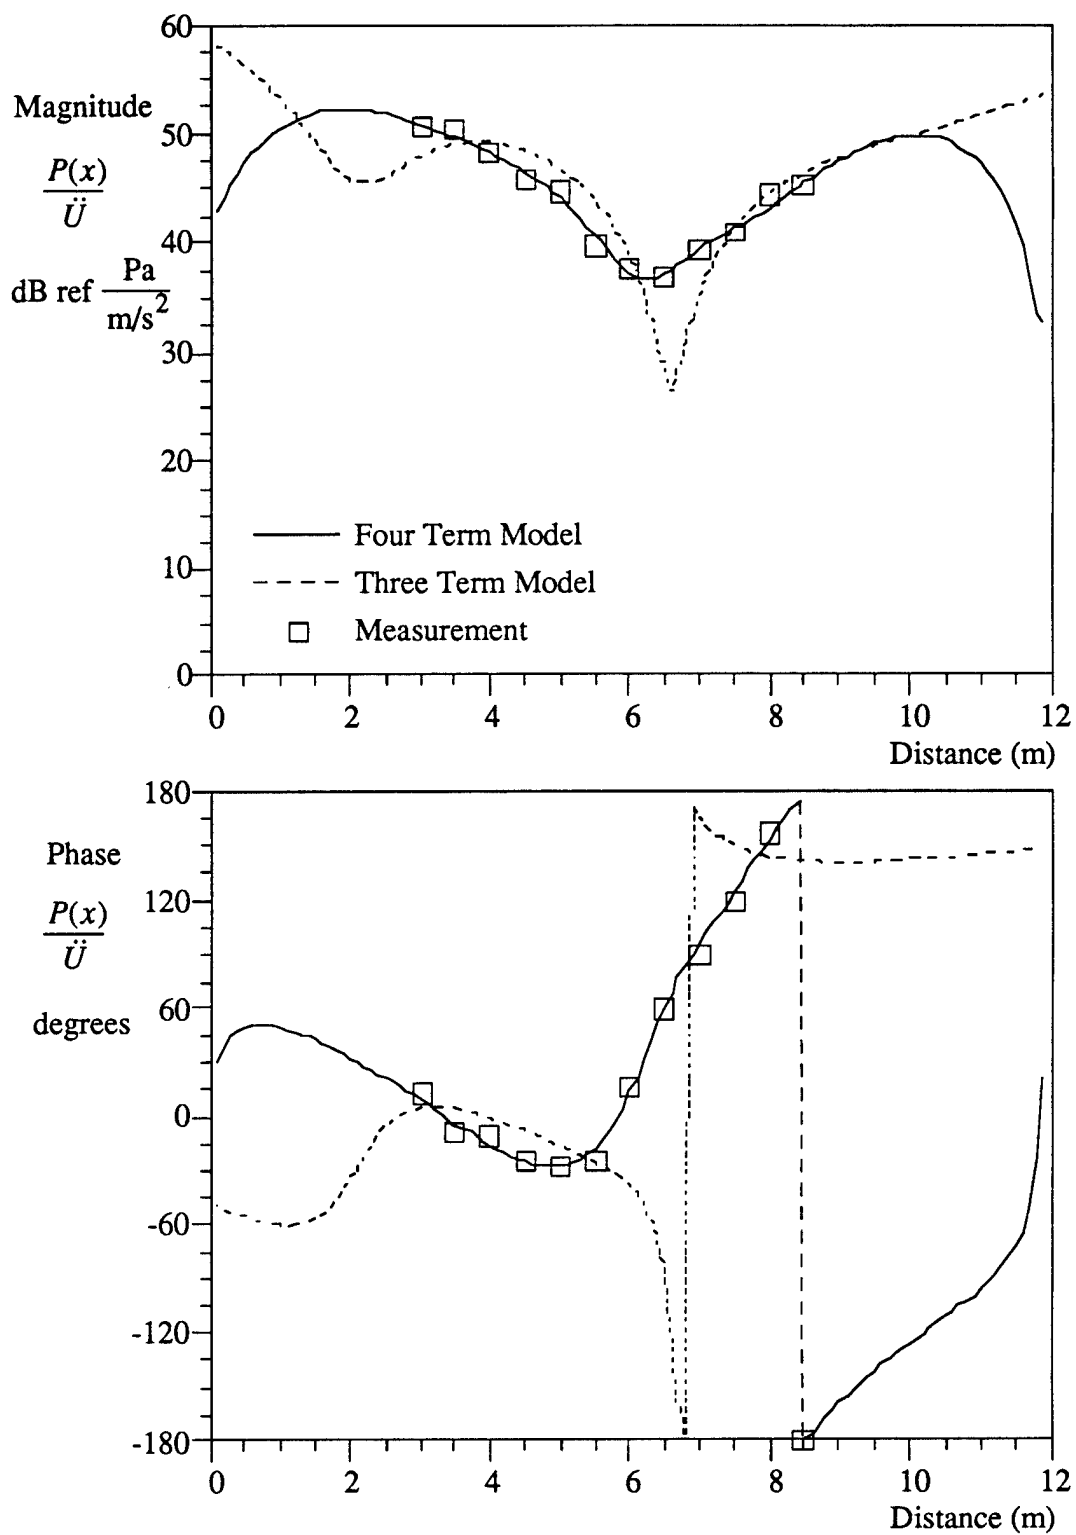 60
50
40
30
20
10
0
Magnitude
P(x)
Ü
dB ref Pa
m/s²
Four Term Model
Three Term Model
Measurement
0 2 4 6 8 10 12
Distance (m)
180
120
60
0
-60
-120
-180
Phase
P(x)
Ü
degrees
0 2 4 6 8 10 12
Distance (m)